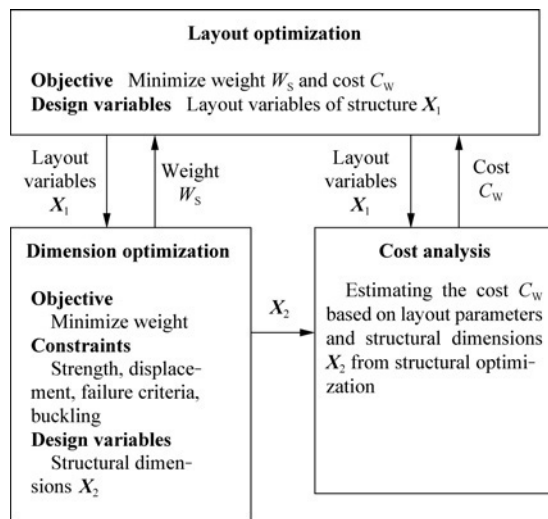 Layout optimization
Objective Minimize weight W_S and cost C_W
Design variables Layout variables of structure X_1
Layout
variables
X_1
Weight
W_S
Layout
variables
X_1
Cost
C_W
Dimension optimization
Objective
Minimize weight
Constraints
Strength, displace-
ment, failure criteria,
buckling
Design variables
Structural dimen-
sions X_2
X_2
Cost analysis
Estimating the cost C_W
based on layout parameters
and structural dimensions
X_2 from structural optimi-
zation